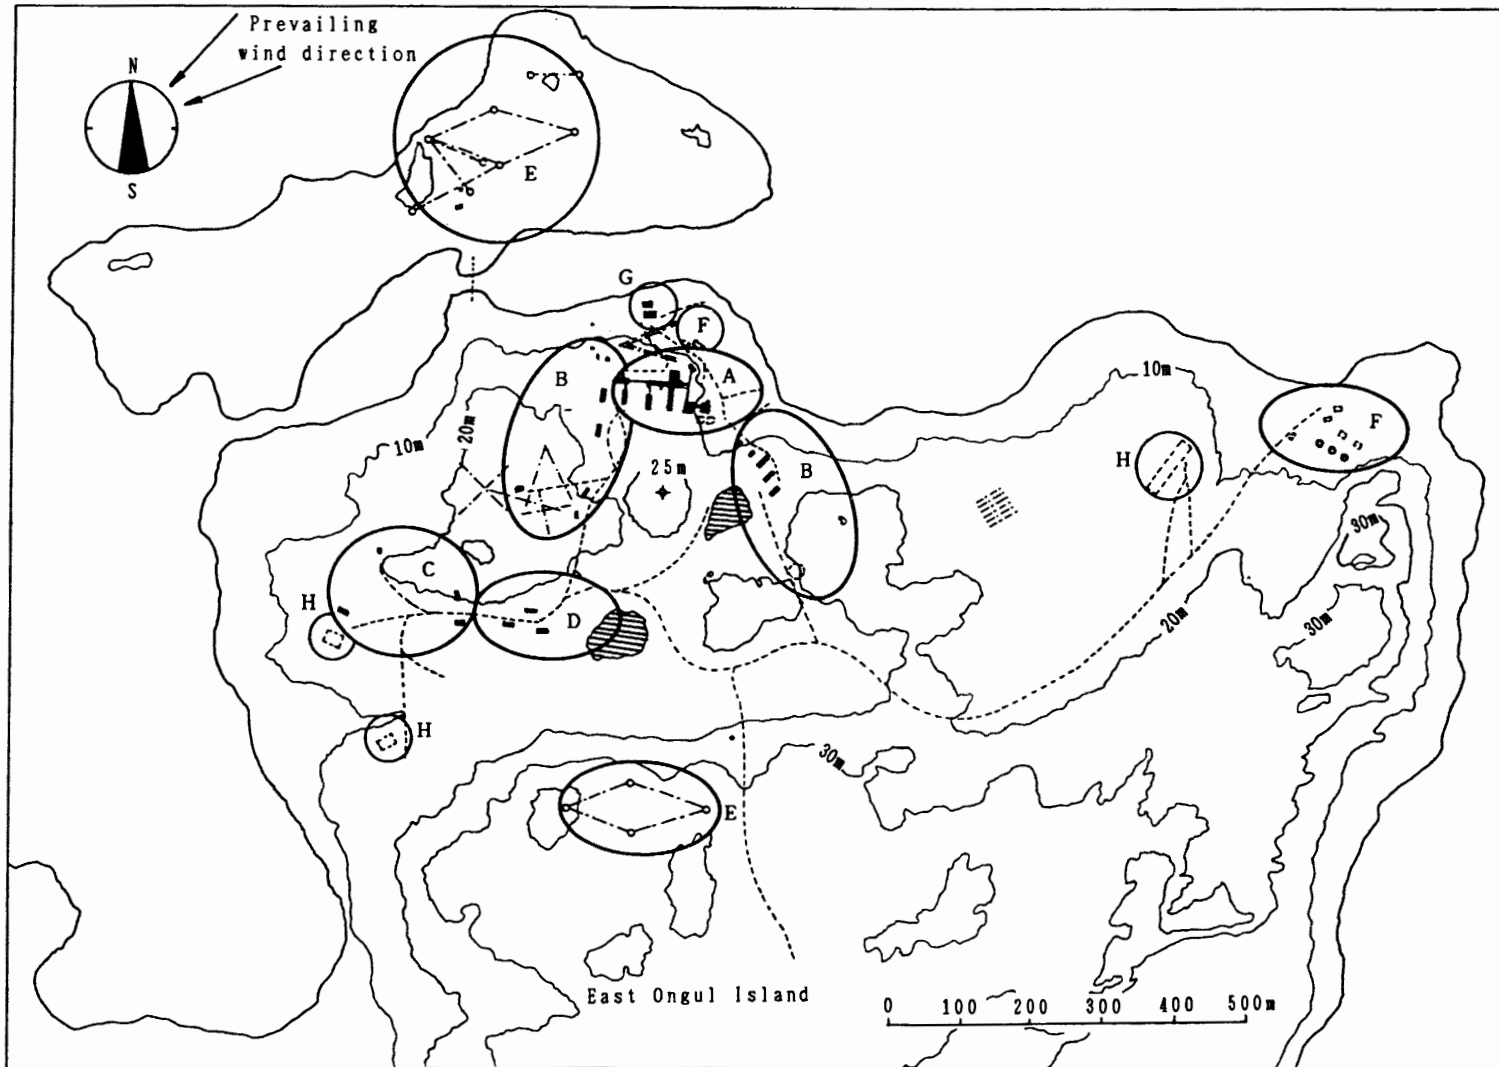 Prevailing
wind direction
N
S
E
G
F
A
B
10m
20m
25m
B
10m
H
F
30m
C
H
D
20m
30m
H
30m
E
East Ongul Island
0 100 200 300 400 500m